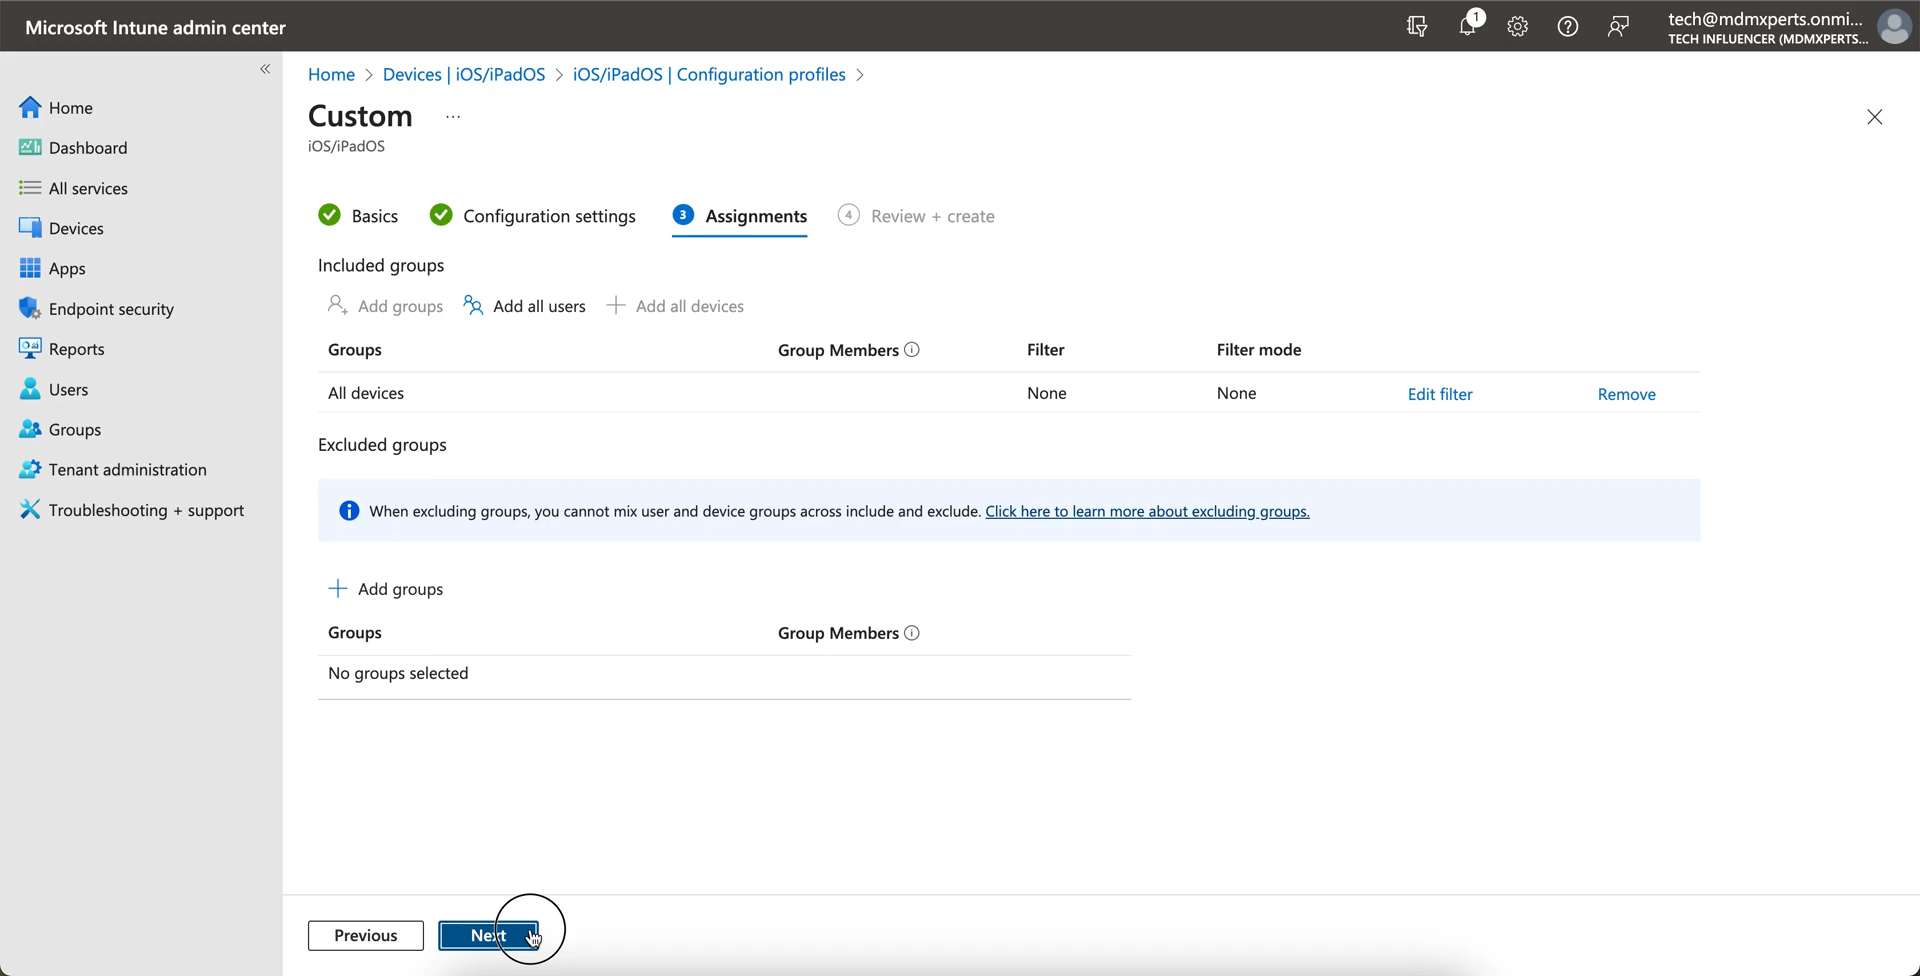 Microsoft Intune admin center
1
tech@mdmxperts.onmi...
TECH INFLUENCER (MDMXPERTS...
«
Home
Dashboard
All services
Devices
Apps
Endpoint security
Reports
Users
Groups
Tenant administration
Troubleshooting + support
Home > Devices | iOS/iPadOS > iOS/iPadOS | Configuration profiles >
Custom ...
iOS/iPadOS
Basics Configuration settings 3 Assignments 4 Review + create
Included groups
Add groups Add all users + Add all devices
Groups Group Members Filter Filter mode
All devices None None Edit filter Remove
Excluded groups
When excluding groups, you cannot mix user and device groups across include and exclude. Click here to learn more about excluding groups.
+ Add groups
Groups Group Members
No groups selected
Previous Next